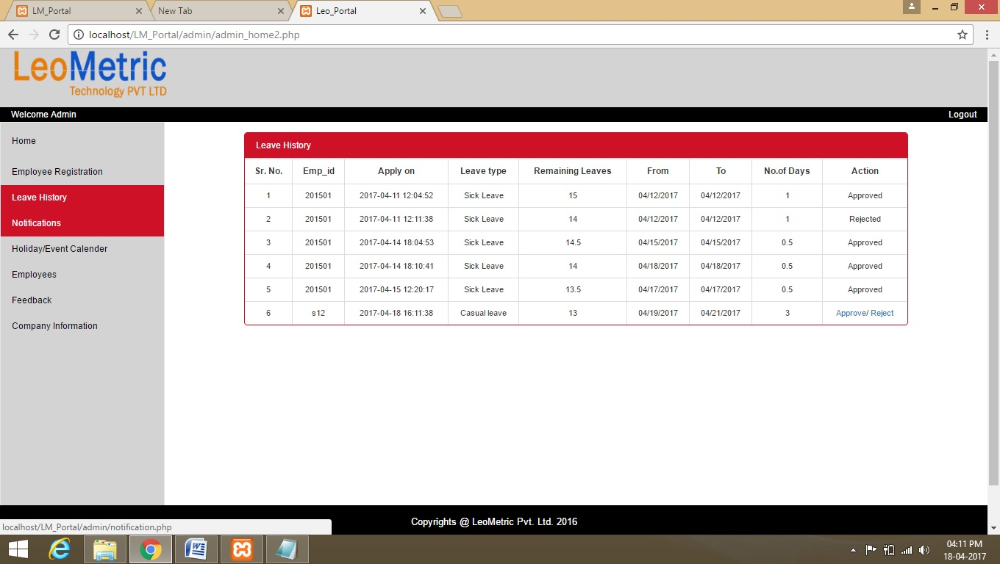 LM_Portal
New Tab
Leo_Portal
localhost/LM_Portal/admin/admin_home2.php
LeoMetric
Technology PVT LTD
Welcome Admin Logout
Home
Employee Registration
Leave History
Notifications
Holiday/Event Calender
Employees
Feedback
Company Information
Leave History
Sr. No. Emp_id Apply on Leave type Remaining Leaves From To No.of Days Action
1 201501 2017-04-11 12:04:52 Sick Leave 15 04/12/2017 04/12/2017 1 Approved
2 201501 2017-04-11 12:11:38 Sick Leave 14 04/12/2017 04/12/2017 1 Rejected
3 201501 2017-04-14 18:04:53 Sick Leave 14.5 04/15/2017 04/15/2017 0.5 Approved
4 201501 2017-04-14 18:10:41 Sick Leave 14 04/18/2017 04/18/2017 0.5 Approved
5 201501 2017-04-15 12:20:17 Sick Leave 13.5 04/17/2017 04/17/2017 0.5 Approved
6 s12 2017-04-18 16:11:38 Casual leave 13 04/19/2017 04/21/2017 3 Approve/ Reject
Copyrights @ LeoMetric Pvt. Ltd. 2016
localhost/LM_Portal/admin/notification.php
04:11 PM
18-04-2017